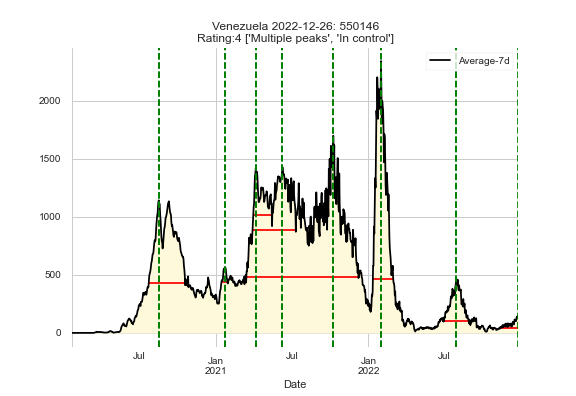 Venezuela 2022-12-26: 550146
Rating:4 ['Multiple peaks', 'In control']
Average-7d
2000
1500
1000
500
0
Jul
Jan
2021
Jul
Jan
2022
Jul
Date